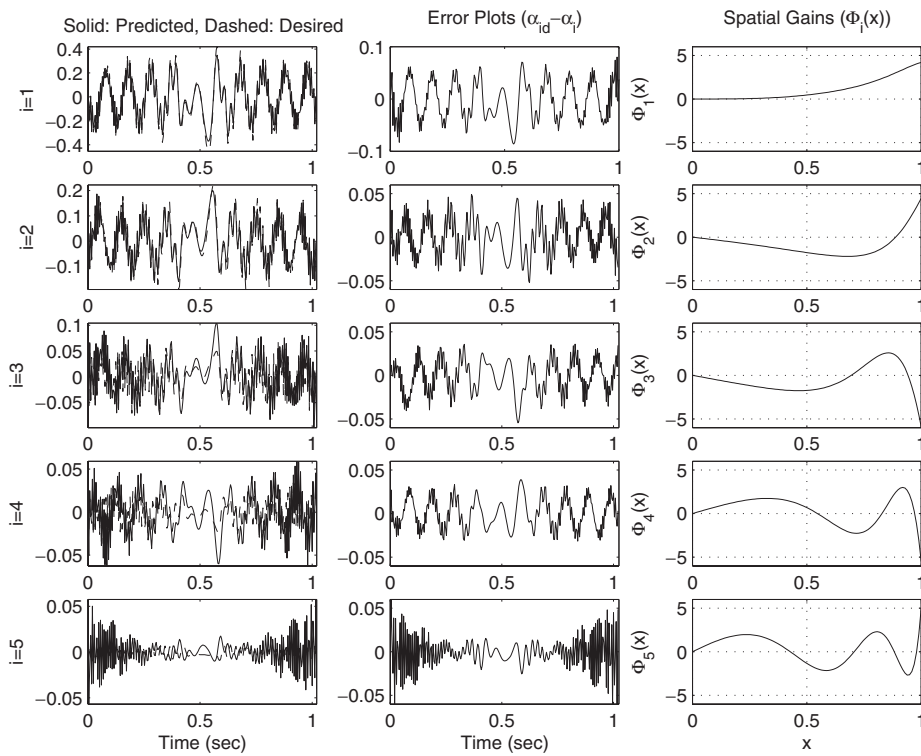 Solid: Predicted, Dashed: Desired
Error Plots (α_id−α_i)
Spatial Gains (Φ_i(x))
i=1
0.4
0.2
0
−0.2
−0.4
0 0.5 1
0.1
0
−0.1
0 0.5 1
Φ_1(x)
5
0
−5
0 0.5 1
i=2
0.2
0.1
0
−0.1
0 0.5 1
0.05
0
−0.05
0 0.5 1
Φ_2(x)
5
0
−5
0 0.5 1
i=3
0.1
0.05
0
−0.05
0 0.5 1
0.05
0
−0.05
0 0.5 1
Φ_3(x)
5
0
−5
0 0.5 1
i=4
0.05
0
−0.05
0 0.5 1
0.05
0
−0.05
0 0.5 1
Φ_4(x)
5
0
−5
0 0.5 1
i=5
0.05
0
−0.05
0 0.5 1
Time (sec)
0.05
0
−0.05
0 0.5 1
Time (sec)
Φ_5(x)
5
0
−5
0 0.5 1
x